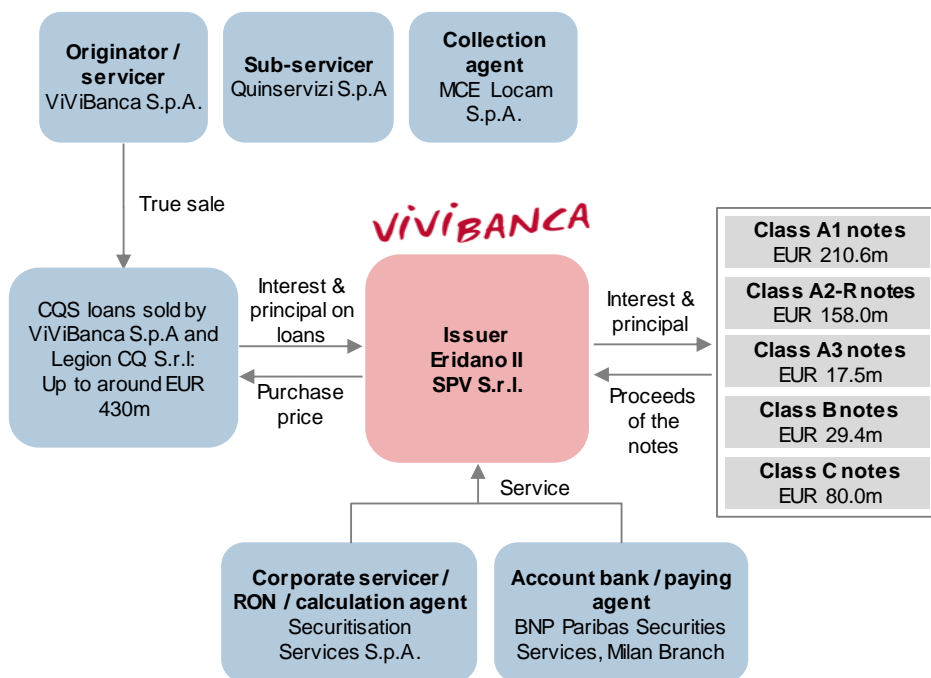 Originator /
servicer
ViViBanca S.p.A.
Sub-servicer
Quinservizi S.p.A
Collection
agent
MCE Locam
S.p.A.
True sale
ViViBANCA
CQS loans sold by
ViViBanca S.p.A and
Legion CQ S.r.l:
Up to around EUR
430m
Interest &
principal on
loans
Purchase
price
Issuer
Eridano II
SPV S.r.l.
Interest &
principal
Proceeds
of the
notes
Class A1 notes
EUR 210.6m
Class A2-R notes
EUR 158.0m
Class A3 notes
EUR 17.5m
Class B notes
EUR 29.4m
Class C notes
EUR 80.0m
Service
Corporate servicer /
RON / calculation agent
Securitisation
Services S.p.A.
Account bank / paying
agent
BNP Paribas Securities
Services, Milan Branch